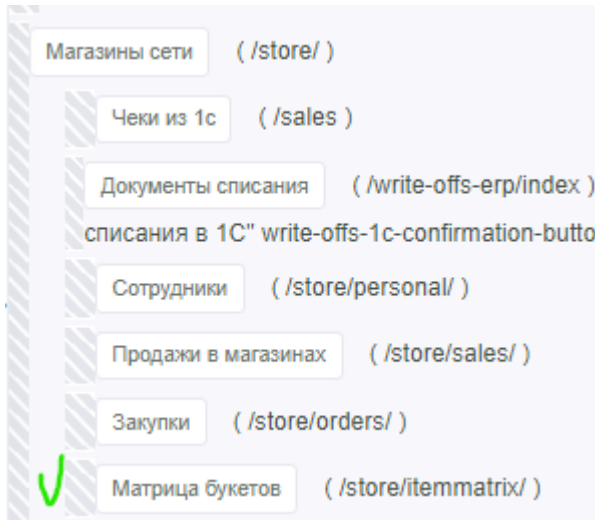 Магазины сети ( /store/ )
Чеки из 1с ( /sales )
Документы списания ( /write-offs-erp/index )
списания в 1С" write-offs-1c-confirmation-butto
Сотрудники ( /store/personal/ )
Продажи в магазинах ( /store/sales/ )
Закупки ( /store/orders/ )
Матрица букетов ( /store/itemmatrix/ )